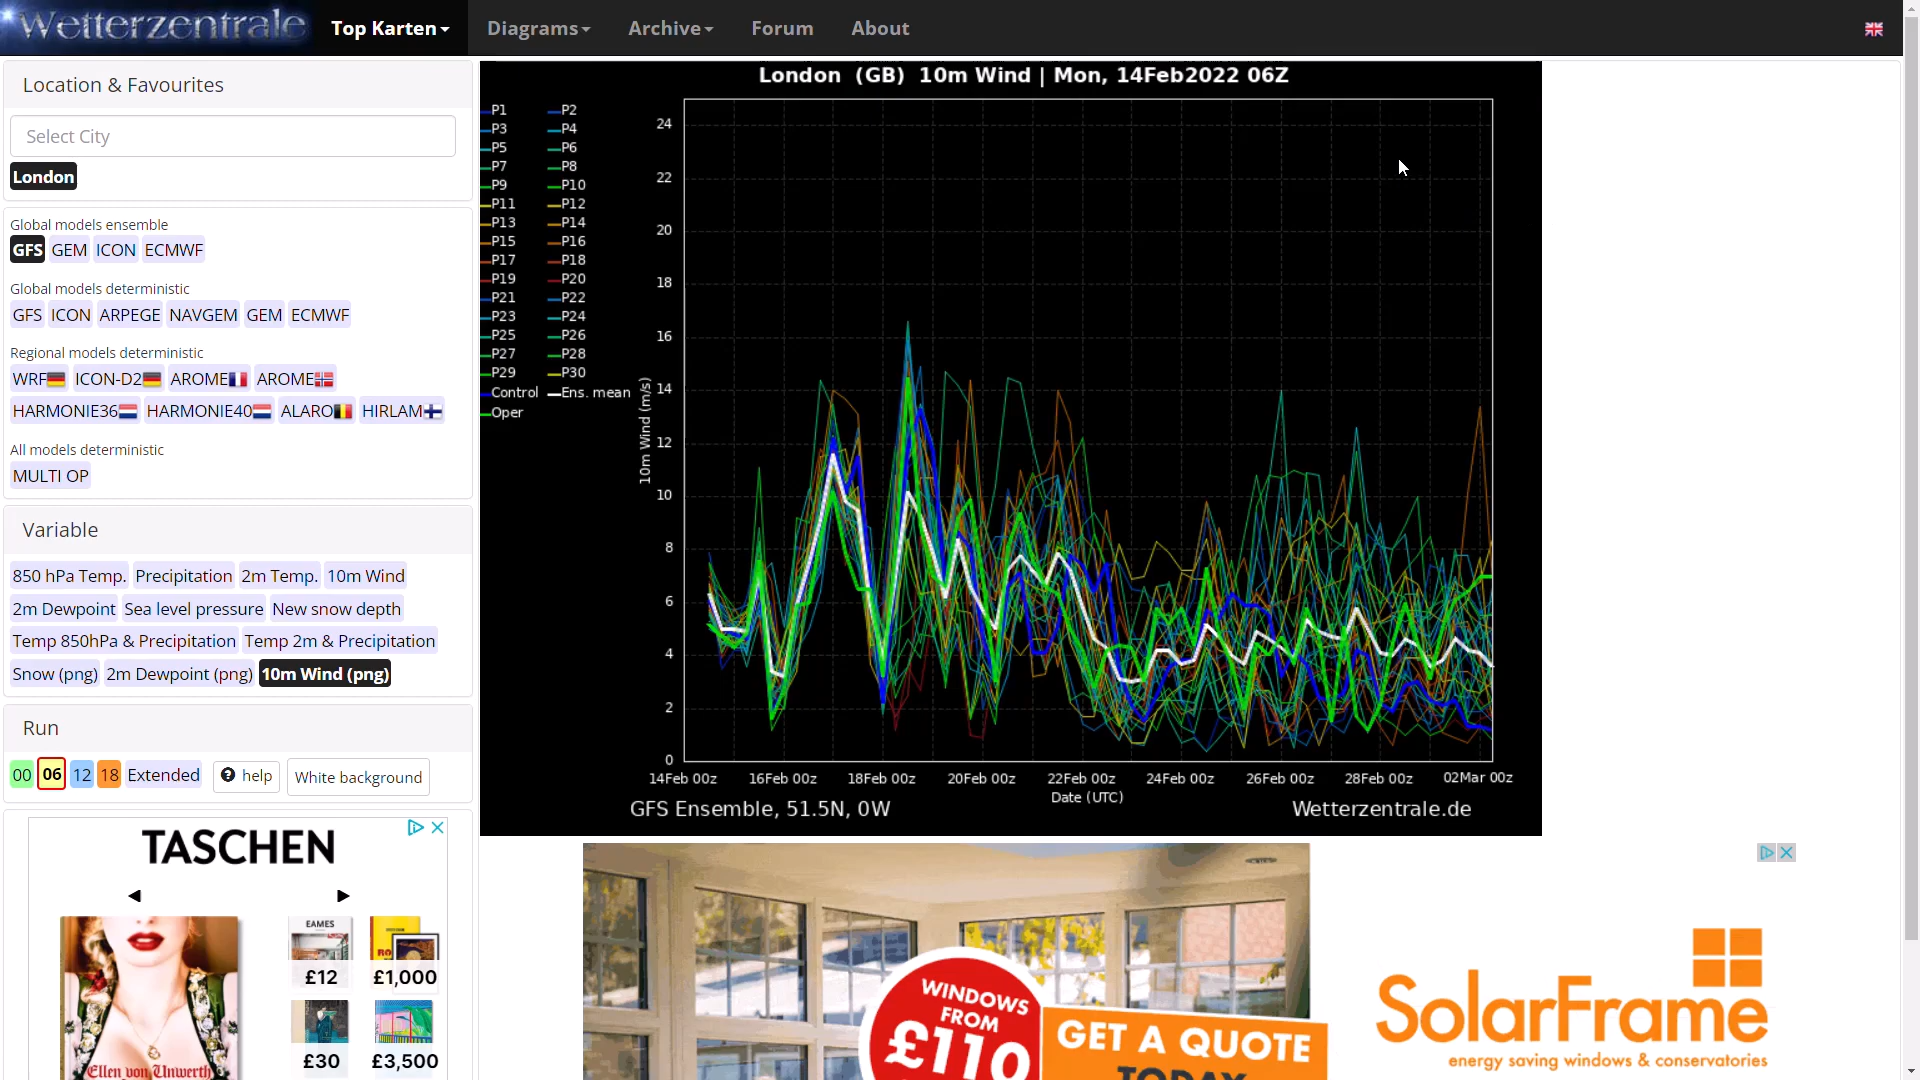 Wetterzentrale
Top Karten
Diagrams
Archive
Forum
About
Location & Favourites
Select City
London
Global models ensemble
GFS GEM ICON ECMWF
Global models deterministic
GFS ICON ARPEGE NAVGEM GEM ECMWF
Regional models deterministic
WRF ICON-D2 AROME AROME
HARMONIE36 HARMONIE40 ALARO HIRLAM
All models deterministic
MULTI OP
Variable
850 hPa Temp. Precipitation 2m Temp. 10m Wind
2m Dewpoint Sea level pressure New snow depth
Temp 850hPa & Precipitation Temp 2m & Precipitation
Snow (png) 2m Dewpoint (png) 10m Wind (png)
Run
00 06 12 18 Extended help White background
TASCHEN
EAMES
£12 £1,000
£30 £3,500
Ellen von Unwerth
London (GB) 10m Wind | Mon, 14Feb2022 06Z
P1 P2
P3 P4
P5 P6
P7 P8
P9 P10
P11 P12
P13 P14
P15 P16
P17 P18
P19 P20
P21 P22
P23 P24
P25 P26
P27 P28
P29 P30
Control Ens. mean
Oper
10m Wind (m/s)
24
22
20
18
16
14
12
10
8
6
4
2
0
14Feb 00z 16Feb 00z 18Feb 00z 20Feb 00z 22Feb 00z 24Feb 00z 26Feb 00z 28Feb 00z 02Mar 00z
Date (UTC)
GFS Ensemble, 51.5N, 0W
Wetterzentrale.de
WINDOWS
FROM
£110
GET A QUOTE
TODAY
SolarFrame
energy saving windows & conservatories